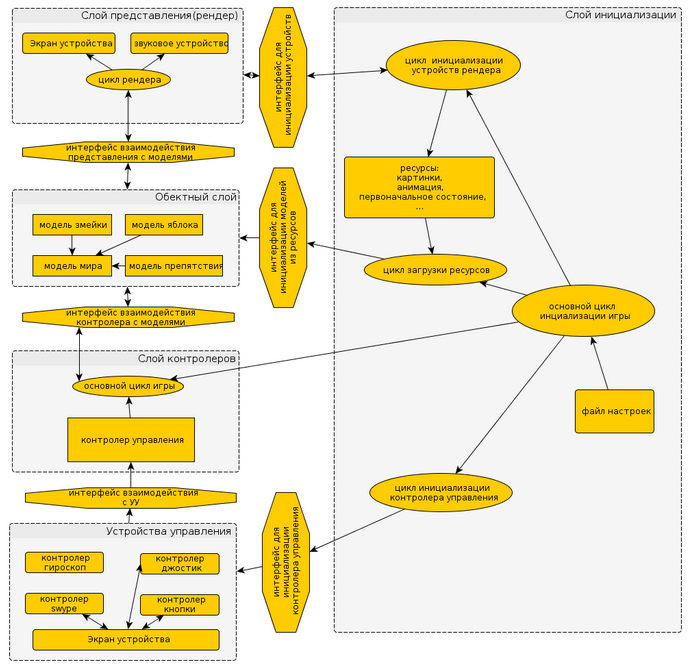 Слой представления(рендер)
Экран устройства
звуковое устройство
цикл рендера
интерфейс взаимодействия
представления с моделями
Обектный слой
модель змейки
модель яблока
модель мира
модель препятствия
интерфейс взаимодействия
контролера с моделями
Слой контролеров
основной цикл игры
контролер управления
интерфейс взаимодействия
с УУ
Устройства управления
контролер
гироскоп
контролер
джостик
контролер
swype
контролер
кнопки
Экран устройства
интерфейс для
инициализации устройств
интерфейс для
инициализации моделей
из ресурсов
интерфейс для
инициализации
контролера управления
Слой инициализации
цикл инициализации
устройств рендера
ресурсы:
картинки,
анимация,
первоначальное состояние,
...
цикл загрузки ресурсов
основной цикл
инциализации игры
файл настроек
цикл инициализации
контролера управления